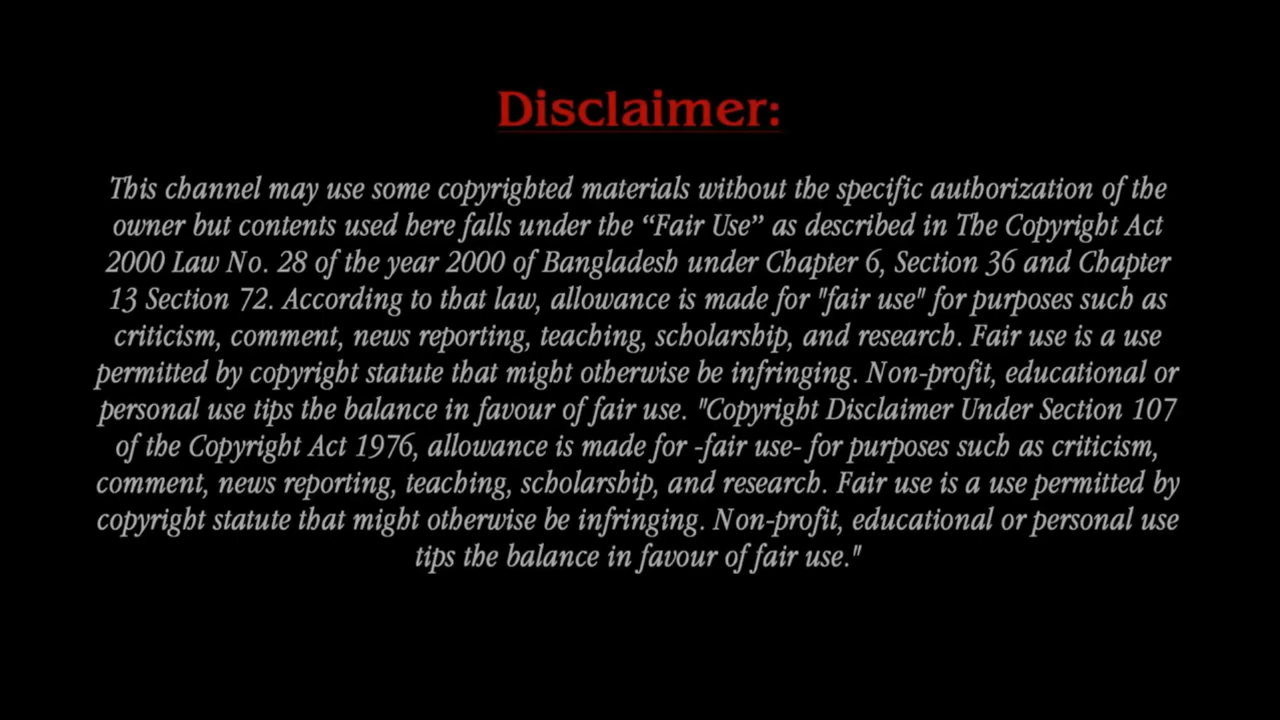 Disclaimer:
This channel may use some copyrighted materials without the specific authorization of the
owner but contents used here falls under the “Fair Use” as described in The Copyright Act
2000 Law No. 28 of the year 2000 of Bangladesh under Chapter 6, Section 36 and Chapter
13 Section 72. According to that law, allowance is made for "fair use" for purposes such as
criticism, comment, news reporting, teaching, scholarship, and research. Fair use is a use
permitted by copyright statute that might otherwise be infringing. Non-profit, educational or
personal use tips the balance in favour of fair use. "Copyright Disclaimer Under Section 107
of the Copyright Act 1976, allowance is made for -fair use- for purposes such as criticism,
comment, news reporting, teaching, scholarship, and research. Fair use is a use permitted by
copyright statute that might otherwise be infringing. Non-profit, educational or personal use
tips the balance in favour of fair use."